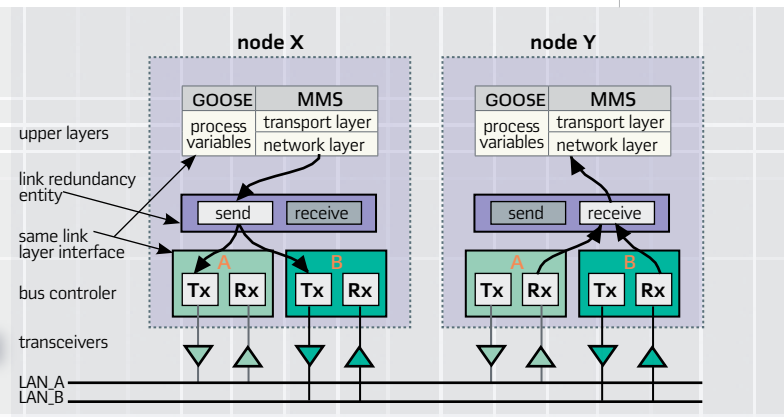 node X
node Y
GOOSE
MMS
process
variables
transport layer
network layer
GOOSE
MMS
process
variables
transport layer
network layer
upper layers
link redundancy
entity
send
receive
send
receive
same link
layer interface
A
B
A
B
bus controler
Tx
Rx
Tx
Rx
Tx
Rx
Tx
Rx
transceivers
LAN_A
LAN_B